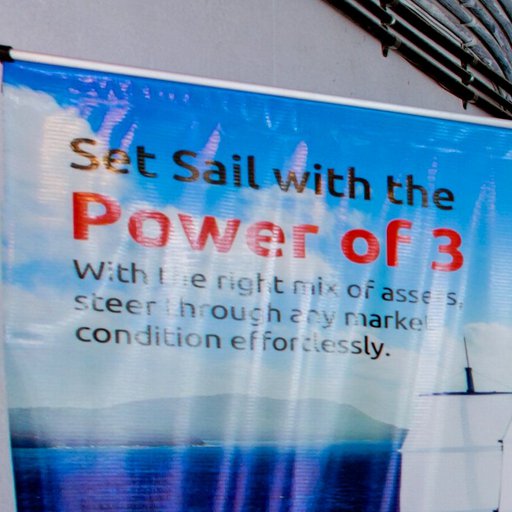 Set Sail with the
Power of 3
With the right mix of assets,
steer through any market
condition effortlessly.